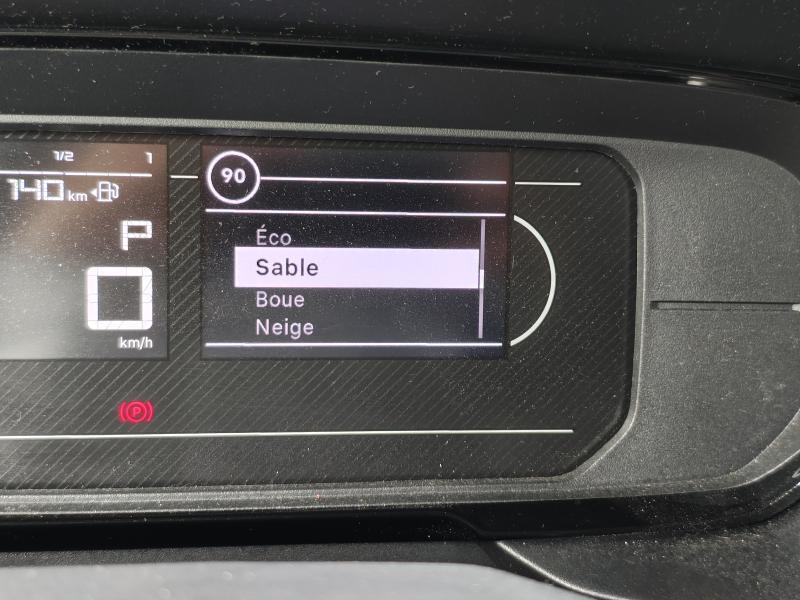 1/2 1
140 km
P
0
km/h
P
90
Éco
Sable
Boue
Neige